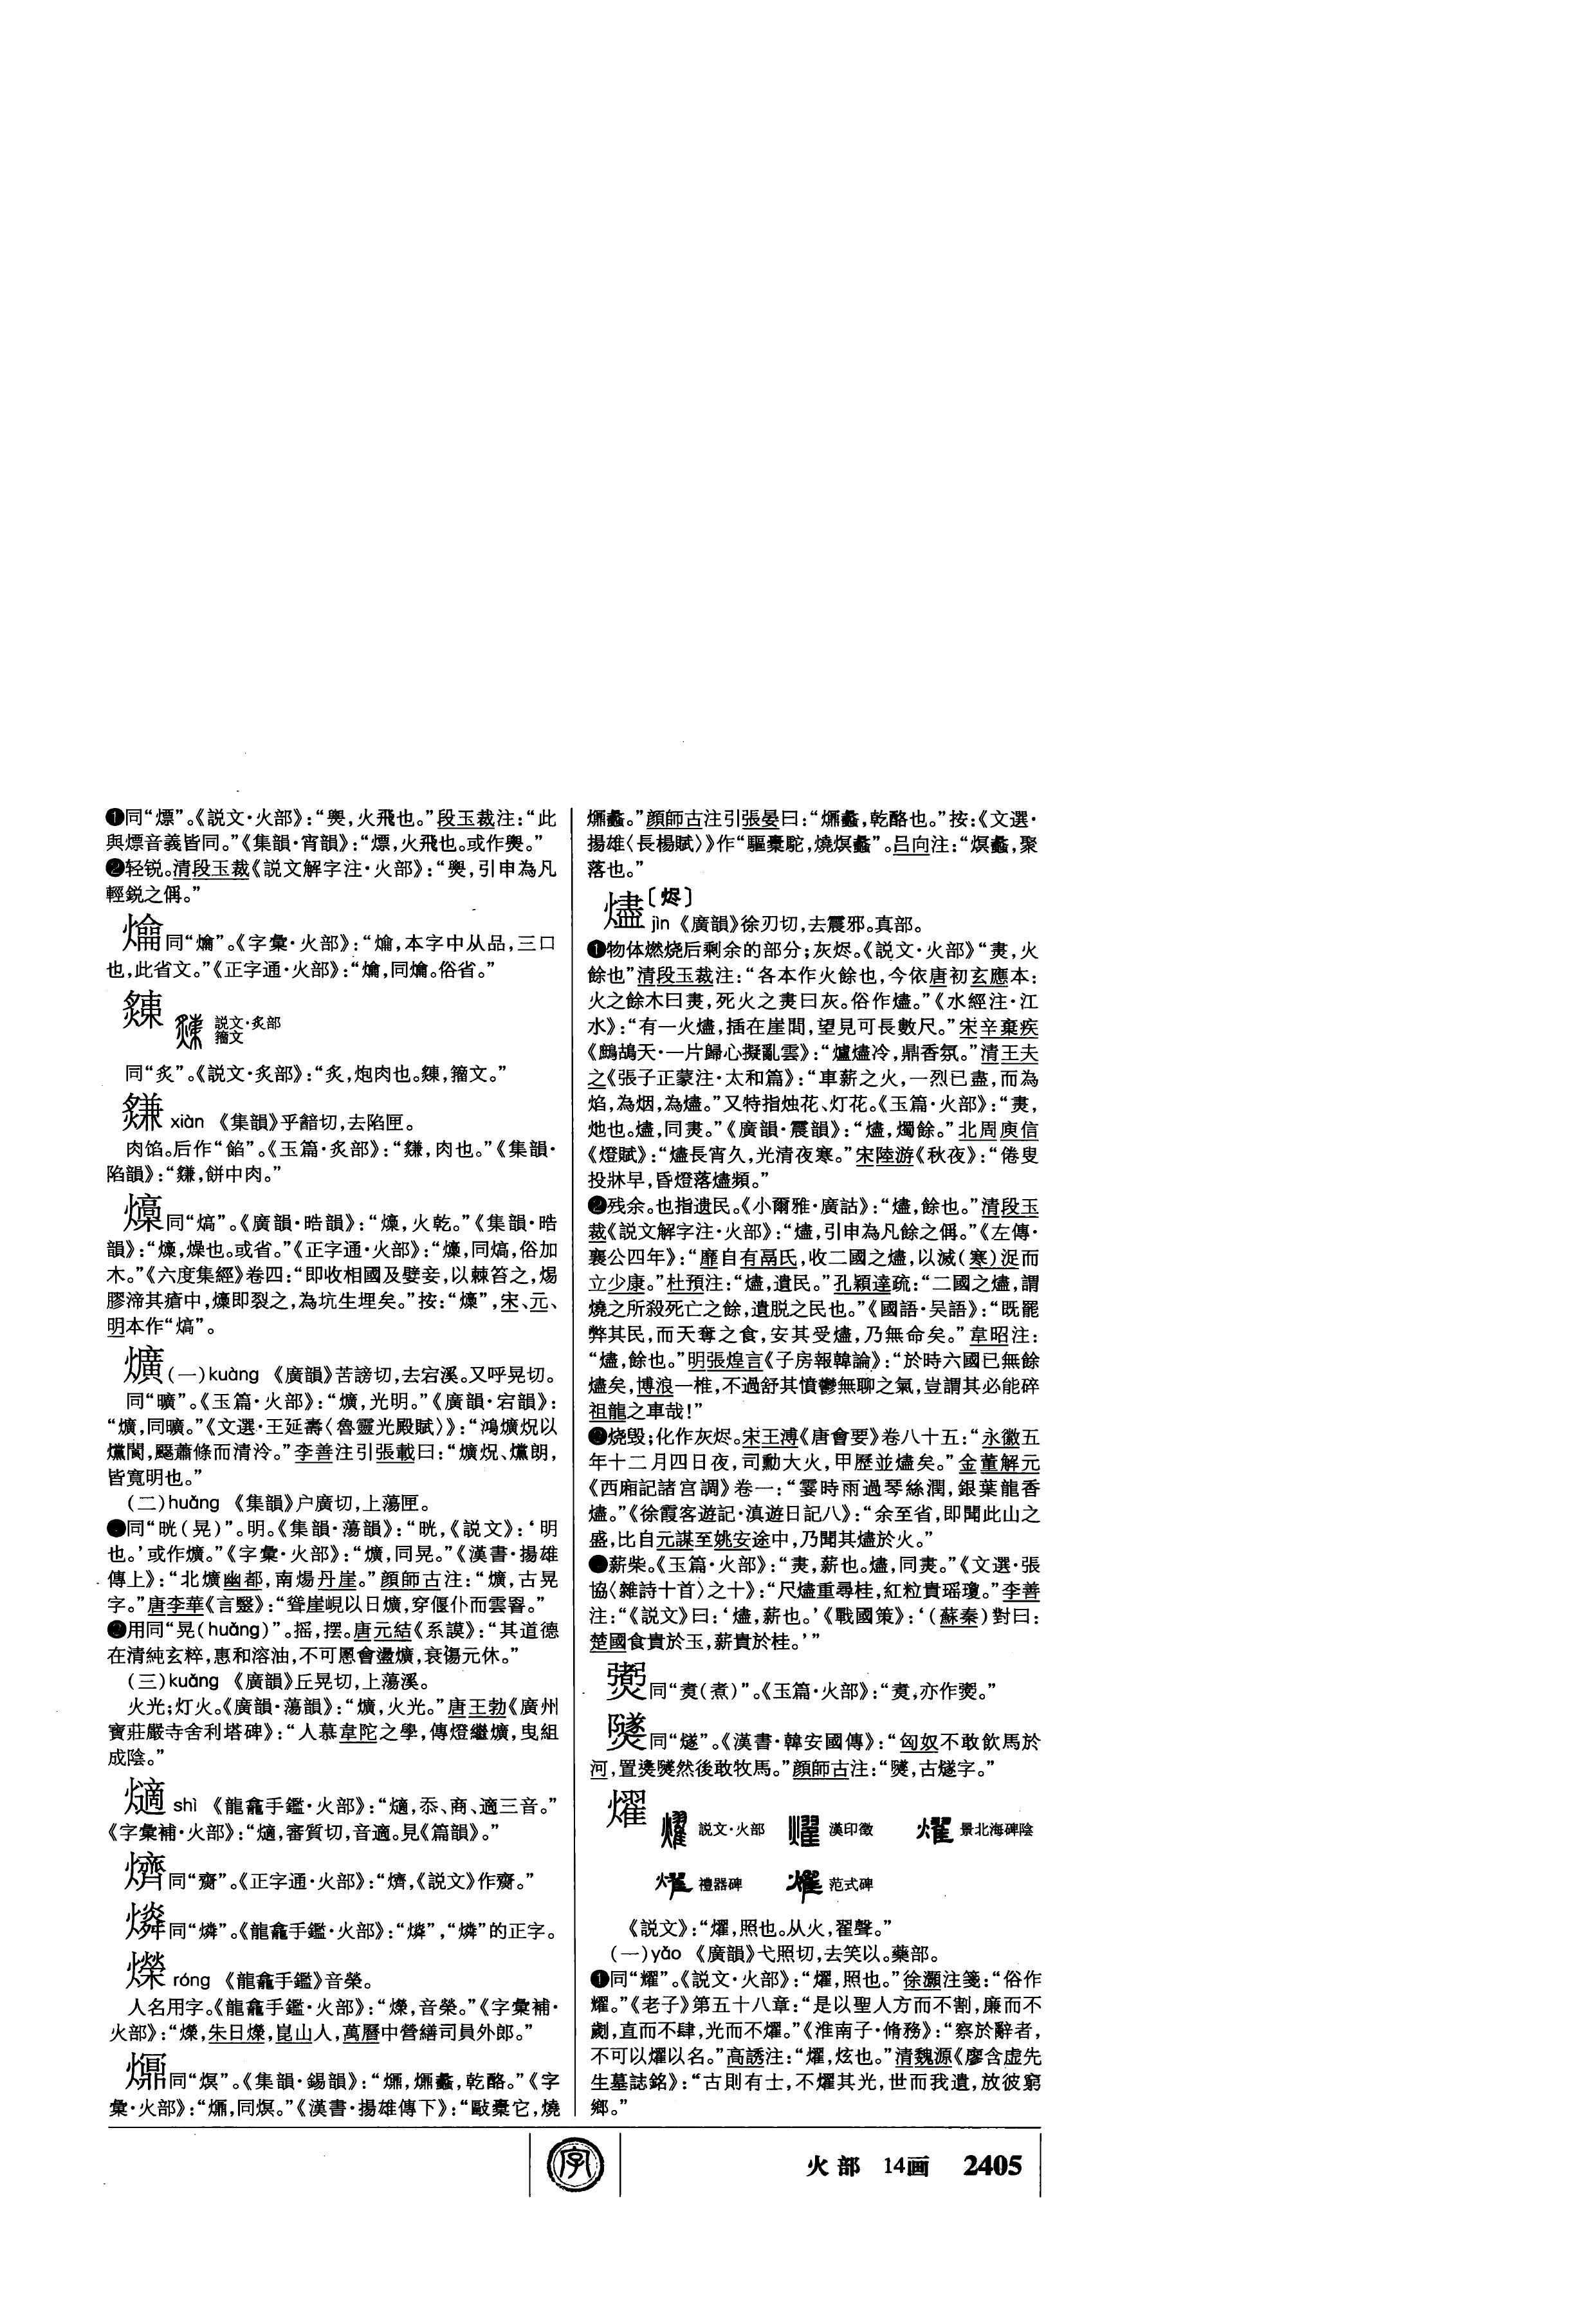 ❶同“熛”。《説文·火部》：“㶾，火飛也。”段玉裁注：“此
與熛音義皆同。”《集韻·宵韻》：“熛，火飛也。或作㶾。”
❷轻锐。清段玉裁《説文解字注·火部》：“㶾，引申為凡
輕鋭之偁。”
同“爚”。《字彙·火部》：“爚，本字中从品，三口
也，此省文。”《正字通·火部》：“同爚。俗省。”
説文·炙部
籀文
同“炙”。《説文·炙部》：“炙，炮肉也。籀文。”
xiàn 《集韻》乎韽切，去陷匣。
肉馅。后作“餡”。《玉篇·炙部》：“肉也。”《集韻·
陷韻》：“餅中肉。”
同“熇”。《廣韻·晧韻》：“燺，火乾。”《集韻·晧
韻》：“燺，燥也。或省。”《正字通·火部》：“燺，同熇，俗加
木。”《六度集經》卷四：“即收相國及嬖妾，以棘笞之，煬
膠渧其瘡中，燺即裂之，為坑生埋矣。”按：“燺”，宋、元、
明本作“熇”。
爌（一）kuàng 《廣韻》苦謗切，去宕溪。又呼晃切。
同“曠”。《玉篇·火部》：“爌，光明。”《廣韻·宕韻》：
“爌，同曠。”《文選·王延壽〈魯靈光殿賦〉》：“鴻爌炾以
爣閬，飋蕭條而清泠。”李善注引張載曰：“爌炾、爣朗，
皆寬明也。”
（二）huǎng 《集韻》户廣切，上蕩匣。
❶同“晄（晃）”。明。《集韻·蕩韻》：“晄，《説文》：‘明
也。’或作爌。”《字彙·火部》：“爌，同晃。”《漢書·揚雄
傳上》：“北爌幽都，南煬丹崖。”顔師古注：“爌，古晃
字。”唐李華《言毉》：“聳崖峴以日爌，穿偃仆而雲窨。”
❷用同“晃（huǎng）”。摇，摆。唐元結《系謨》：“其道德
在清純玄粹，惠和溶油，不可恩會盪爌，衰傷元休。”
（三）kuǎng 《廣韻》丘晃切，上蕩溪。
火光；灯火。《廣韻·蕩韻》：“爌，火光。”唐王勃《廣州
寶莊嚴寺舍利塔碑》：“人慕韋陀之學，傳燈繼爌，曳組
成陰。”
shì 《龍龕手鑑·火部》：“忝、商、適三音。”
《字彙補·火部》：“審質切，音適。見《篇韻》。”
同“齌”。《正字通·火部》：“《説文》作齌。”
同“燐”。《龍龕手鑑·火部》：“燐”的正字。
爃 róng 《龍龕手鑑》音榮。
人名用字。《龍龕手鑑·火部》：“爃，音榮。”《字彙補·
火部》：“爃，朱日爃，崑山人，萬曆中營繕司員外郎。”
同“熐”。《集韻·錫韻》：“乾酪。”《字
彙·火部》：“同熐。”《漢書·揚雄傳下》：“敺橐它，燒
蠡。”顔師古注引張晏曰：“蠡，乾酪也。”按：《文選·
揚雄〈長楊賦〉》作“驅橐駝，燒熐蠡”。吕向注：“熐蠡，聚
落也。”
燼〔烬〕
jìn 《廣韻》徐刃切，去震邪。真部。
❶物体燃烧后剩余的部分；灰烬。《説文·火部》“㶳，火
餘也”清段玉裁注：“各本作火餘也，今依唐初玄應本：
火之餘木曰㶳，死火之㶳曰灰。俗作燼。”《水經注·江
水》：“有一火燼，插在崖間，望見可長數尺。”宋辛棄疾
《鷓鴣天·一片歸心擬亂雲》：“爐燼冷，鼎香氛。”清王夫
之《張子正蒙注·太和篇》：“車薪之火，一烈已盡，而為
焰，為烟，為燼。”又特指烛花、灯花。《玉篇·火部》：“㶳，
灺也。燼，同㶳。”《廣韻·震韻》：“燼，燭餘。”北周庾信
《燈賦》：“燼長宵久，光清夜寒。”宋陸游《秋夜》：“倦叟
投牀早，昏燈落燼頻。”
❷残余。也指遗民。《小爾雅·廣詁》：“燼，餘也。”清段玉
裁《説文解字注·火部》：“燼，引申為凡餘之偁。”《左傳·
襄公四年》：“靡自有鬲氏，收二國之燼，以滅（寒）浞而
立少康。”杜預注：“燼，遺民。”孔穎達疏：“二國之燼，謂
燒之所殺死亡之餘，遺脱之民也。”《國語·吴語》：“既罷
弊其民，而天奪之食，安其受燼，乃無命矣。”韋昭注：
“燼，餘也。”明張煌言《子房報韓論》：“於時六國已無餘
燼矣，博浪一椎，不過舒其憤鬱無聊之氣，豈謂其必能碎
祖龍之車哉！”
❸烧毁；化作灰烬。宋王溥《唐會要》卷八十五：“永徽五
年十二月四日夜，司勳大火，甲歷並燼矣。”金董解元
《西廂記諸宫調》卷一：“霎時雨過琴絲潤，銀葉龍香
燼。”《徐霞客遊記·滇遊日記八》：“余至省，即聞此山之
盛，比自元謀至姚安途中，乃聞其燼於火。”
❹薪柴。《玉篇·火部》：“㶳，薪也。燼，同㶳。”《文選·張
協〈雜詩十首〉之十》：“尺燼重尋桂，紅粒貴瑶瓊。”李善
注：“《説文》曰：‘燼，薪也。’《戰國策》：‘（蘇秦）對曰：
楚國食貴於玉，薪貴於桂。’”
同“煑（煮）”。《玉篇·火部》：“煑，亦作。”
同“燧”。《漢書·韓安國傳》：“匈奴不敢飲馬於
河，置㷭然後敢牧馬。”顔師古注：“古燧字。”
燿 説文·火部 漢印徵 景北海碑陰
禮器碑 范式碑
《説文》：“燿，照也。从火，翟聲。”
（一）yào 《廣韻》弋照切，去笑以。藥部。
❶同“耀”。《説文·火部》：“燿，照也。”徐灝注箋：“俗作
耀。”《老子》第五十八章：“是以聖人方而不割，廉而不
劌，直而不肆，光而不燿。”《淮南子·脩務》：“察於辭者，
不可以燿以名。”高誘注：“燿，炫也。”清魏源《廖含虚先
生墓誌銘》：“古則有士，不燿其光，世而我遺，放彼窮
鄉。”
字
火部 14画 2405